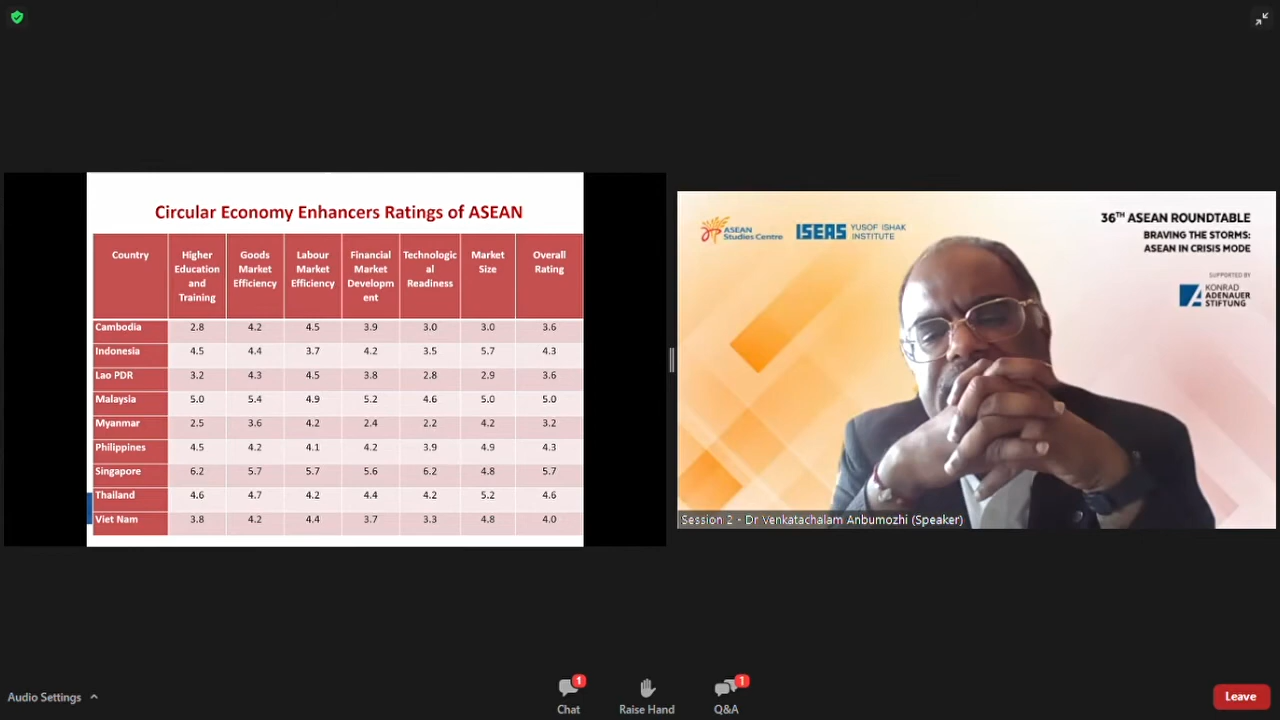 Circular Economy Enhancers Ratings of ASEAN
Country Higher Education and Training Goods Market Efficiency Labour Market Efficiency Financial Market Developm ent Technologic al Readiness Market Size Overall Rating
Cambodia 2.8 4.2 4.5 3.9 3.0 3.0 3.6
Indonesia 4.5 4.4 3.7 4.2 3.5 5.7 4.3
Lao PDR 3.2 4.3 4.5 3.8 2.8 2.9 3.6
Malaysia 5.0 5.4 4.9 5.2 4.6 5.0 5.0
Myanmar 2.5 3.6 4.2 2.4 2.2 4.2 3.2
Philippines 4.5 4.2 4.1 4.2 3.9 4.9 4.3
Singapore 6.2 5.7 5.7 5.6 6.2 4.8 5.7
Thailand 4.6 4.7 4.2 4.4 4.2 5.2 4.6
Viet Nam 3.8 4.2 4.4 3.7 3.3 4.8 4.0
ASEAN
Studies Centre
ISEAS YUSOF ISHAK
INSTITUTE
36TH ASEAN ROUNDTABLE
BRAVING THE STORMS:
ASEAN IN CRISIS MODE
SUPPORTED BY
KONRAD
ADENAUER
STIFTUNG
Session 2 - Dr Venkatachalam Anbumozhi (Speaker)
Audio Settings
1
Chat
Raise Hand
1
Q&A
Leave